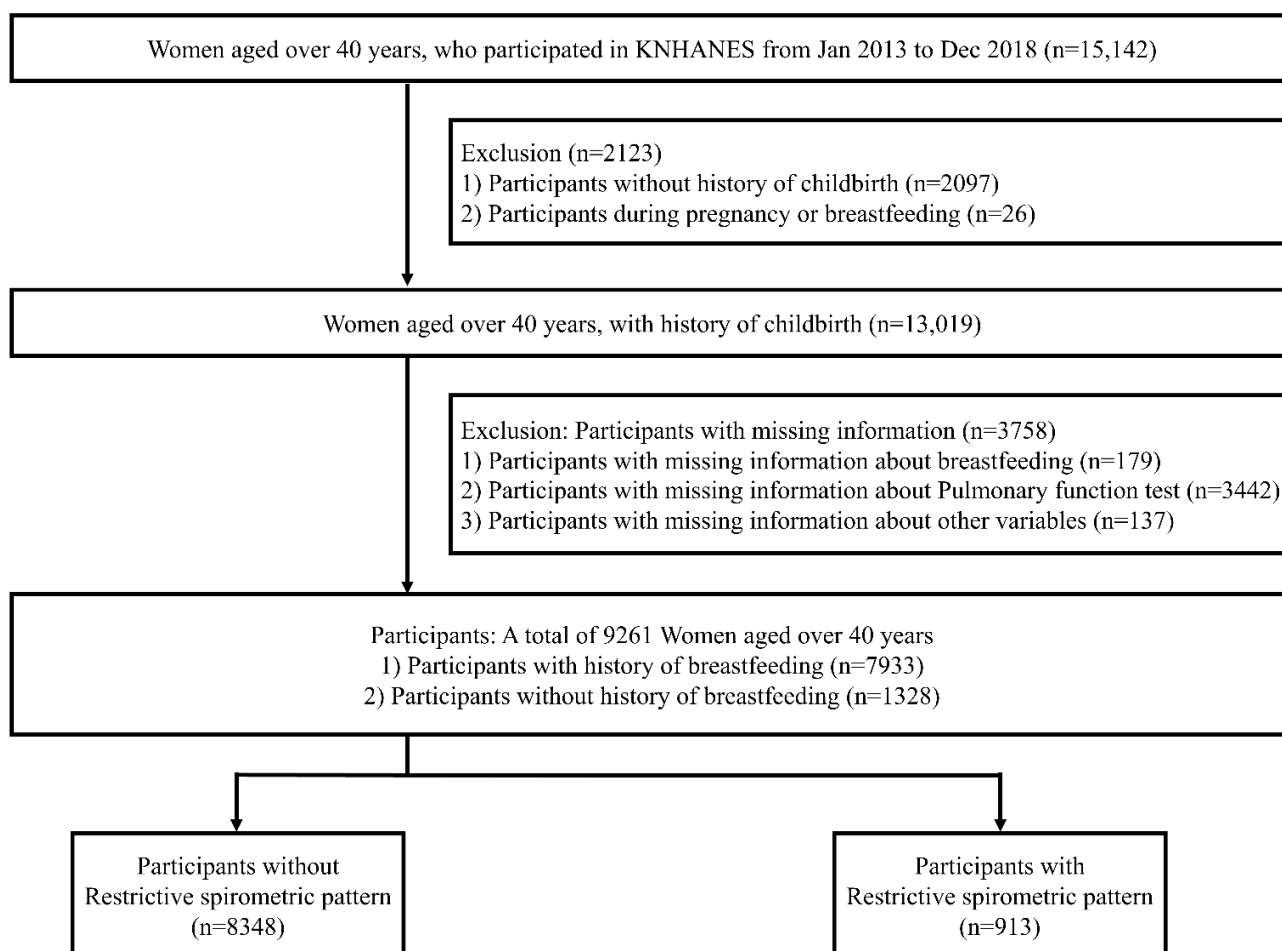 Women aged over 40 years, who participated in KNHANES from Jan 2013 to Dec 2018 (n=15,142)
Exclusion (n=2123)
1) Participants without history of childbirth (n=2097)
2) Participants during pregnancy or breastfeeding (n=26)
Women aged over 40 years, with history of childbirth (n=13,019)
Exclusion: Participants with missing information (n=3758)
1) Participants with missing information about breastfeeding (n=179)
2) Participants with missing information about Pulmonary function test (n=3442)
3) Participants with missing information about other variables (n=137)
Participants: A total of 9261 Women aged over 40 years
1) Participants with history of breastfeeding (n=7933)
2) Participants without history of breastfeeding (n=1328)
Participants without
Restrictive spirometric pattern
(n=8348)
Participants with
Restrictive spirometric pattern
(n=913)